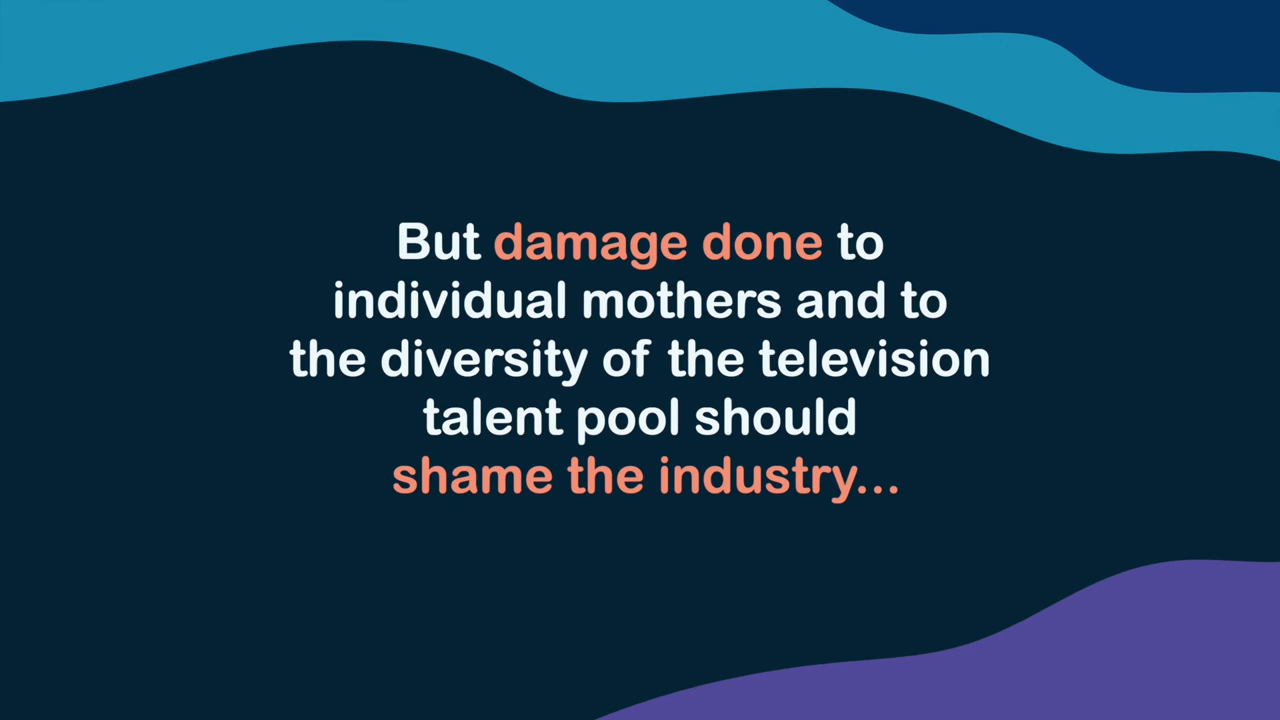 But damage done to
individual mothers and to
the diversity of the television
talent pool should
shame the industry...